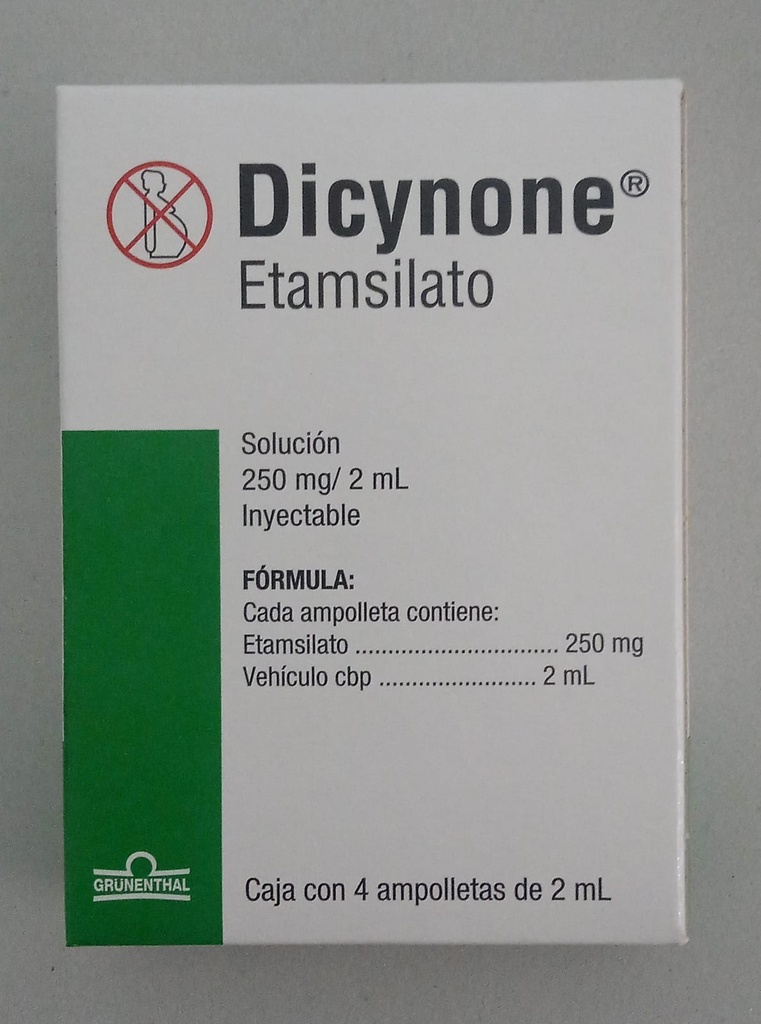 Dicynone®
Etamsilato
Solución
250 mg/ 2 mL
Inyectable
FÓRMULA:
Cada ampolleta contiene:
Etamsilato ............................... 250 mg
Vehículo cbp ........................ 2 mL
GRÜNENTHAL
Caja con 4 ampolletas de 2 mL